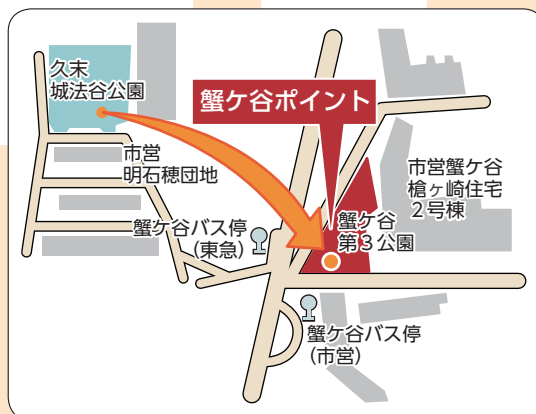 久末
城法谷公園
蟹ケ谷ポイント
市営
明石穂団地
市営蟹ケ谷
槍ヶ崎住宅
2号棟
蟹ケ谷バス停
(東急)
蟹ケ谷
第3公園
蟹ケ谷バス停
(市営)